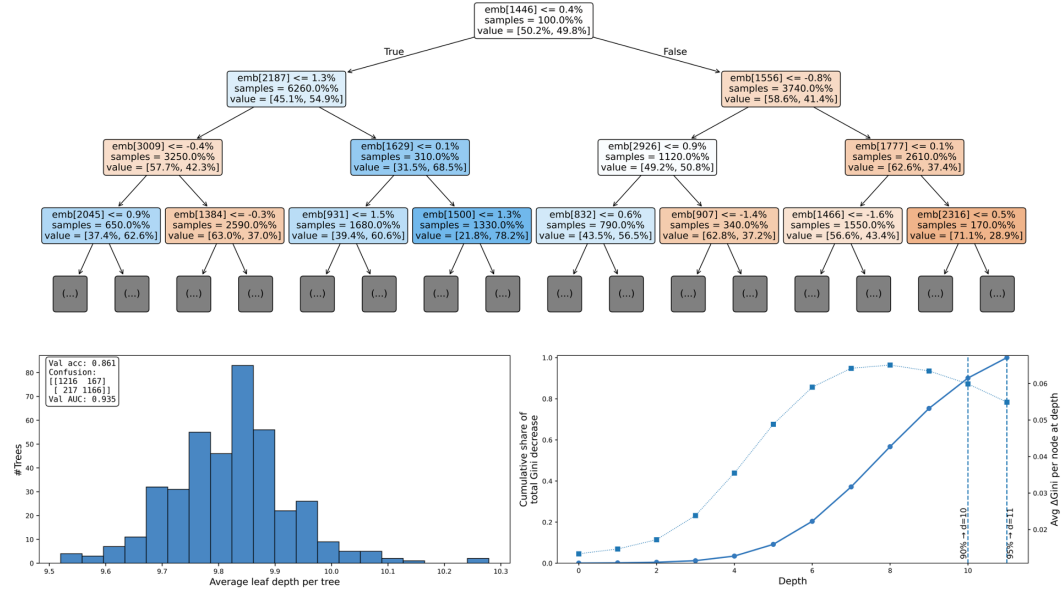 emb[1446] <= 0.4%
samples = 100.0%%
value = [50.2%, 49.8%]
True
False
emb[2187] <= 1.3%
samples = 6260.0%%
value = [45.1%, 54.9%]
emb[1556] <= -0.8%
samples = 3740.0%%
value = [58.6%, 41.4%]
emb[3009] <= -0.4%
samples = 3250.0%%
value = [57.7%, 42.3%]
emb[1629] <= 0.1%
samples = 310.0%%
value = [31.5%, 68.5%]
emb[2926] <= 0.9%
samples = 1120.0%%
value = [49.2%, 50.8%]
emb[1777] <= 0.1%
samples = 2610.0%%
value = [62.6%, 37.4%]
emb[2045] <= 0.9%
samples = 650.0%%
value = [37.4%, 62.6%]
emb[1384] <= -0.3%
samples = 2590.0%%
value = [63.0%, 37.0%]
emb[931] <= 1.5%
samples = 1680.0%%
value = [39.4%, 60.6%]
emb[1500] <= 1.3%
samples = 1330.0%%
value = [21.8%, 78.2%]
emb[832] <= 0.6%
samples = 790.0%%
value = [43.5%, 56.5%]
emb[907] <= -1.4%
samples = 340.0%%
value = [62.8%, 37.2%]
emb[1466] <= -1.6%
samples = 1550.0%%
value = [56.6%, 43.4%]
emb[2316] <= 0.5%
samples = 170.0%%
value = [71.1%, 28.9%]
(...) (...) (...) (...) (...) (...) (...) (...) (...) (...) (...) (...) (...) (...) (...) (...)
Val acc: 0.861
Confusion:
[[1216 167]
[ 217 1166]]
Val AUC: 0.935
#Trees
80
70
60
50
40
30
20
10
0
9.5 9.6 9.7 9.8 9.9 10.0 10.1 10.2 10.3
Average leaf depth per tree
Cumulative share of
total Gini decrease
1.0
0.8
0.6
0.4
0.2
0.0
0 2 4 6 8 10
Depth
90% → d=10
95% → d=11
0.06
0.05
0.04
0.03
0.02
Avg ΔGini per node at depth